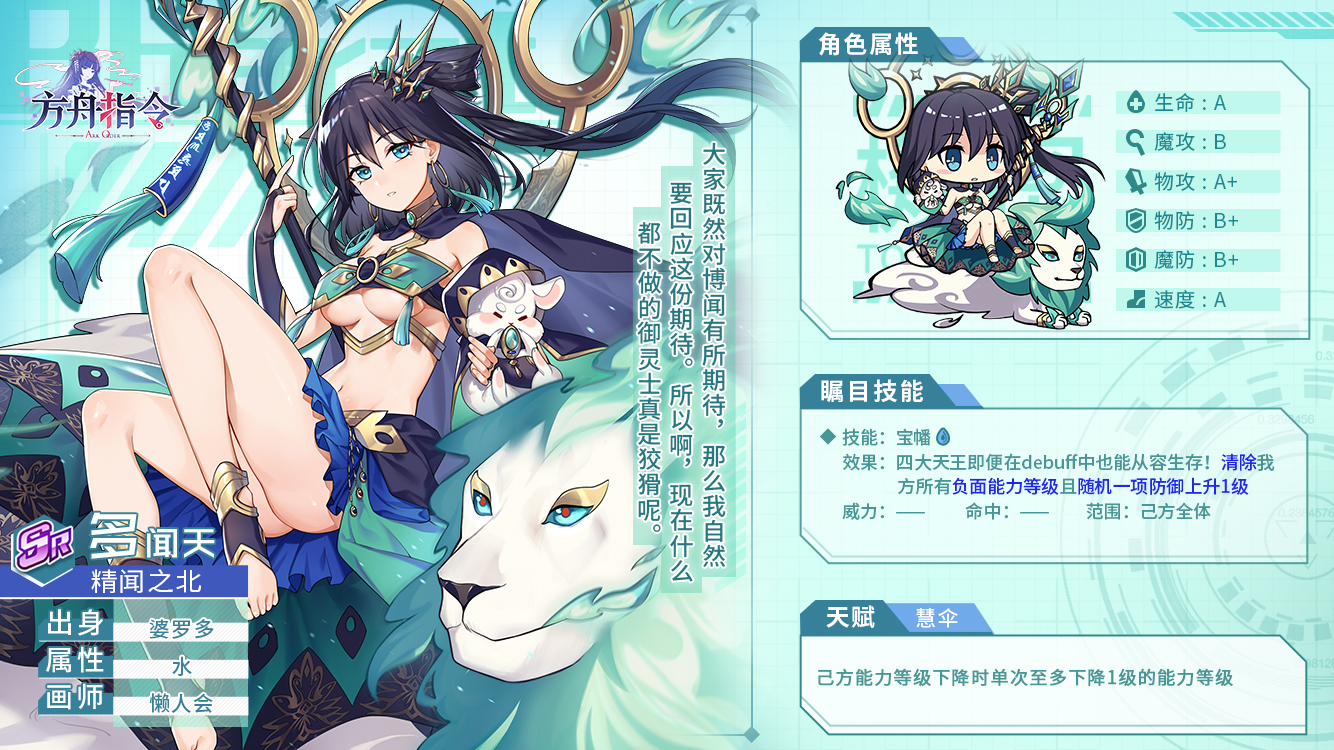 方舟指令
ARK ORDER
大家既然对博闻有所期待，那么我自然
要回应这份期待。所以啊，现在什么
都不做的御灵士真是狡猾呢。
SR
多闻天
精闻之北
出身 婆罗多
属性 水
画师 懒人会
角色属性
生命：A
魔攻：B
物攻：A+
物防：B+
魔防：B+
速度：A
瞩目技能
◆ 技能：宝幡
效果：四大天王即便在debuff中也能从容生存！清除我
方所有负面能力等级且随机一项防御上升1级
威力：—— 命中：—— 范围：己方全体
天赋 慧伞
己方能力等级下降时单次至多下降1级的能力等级